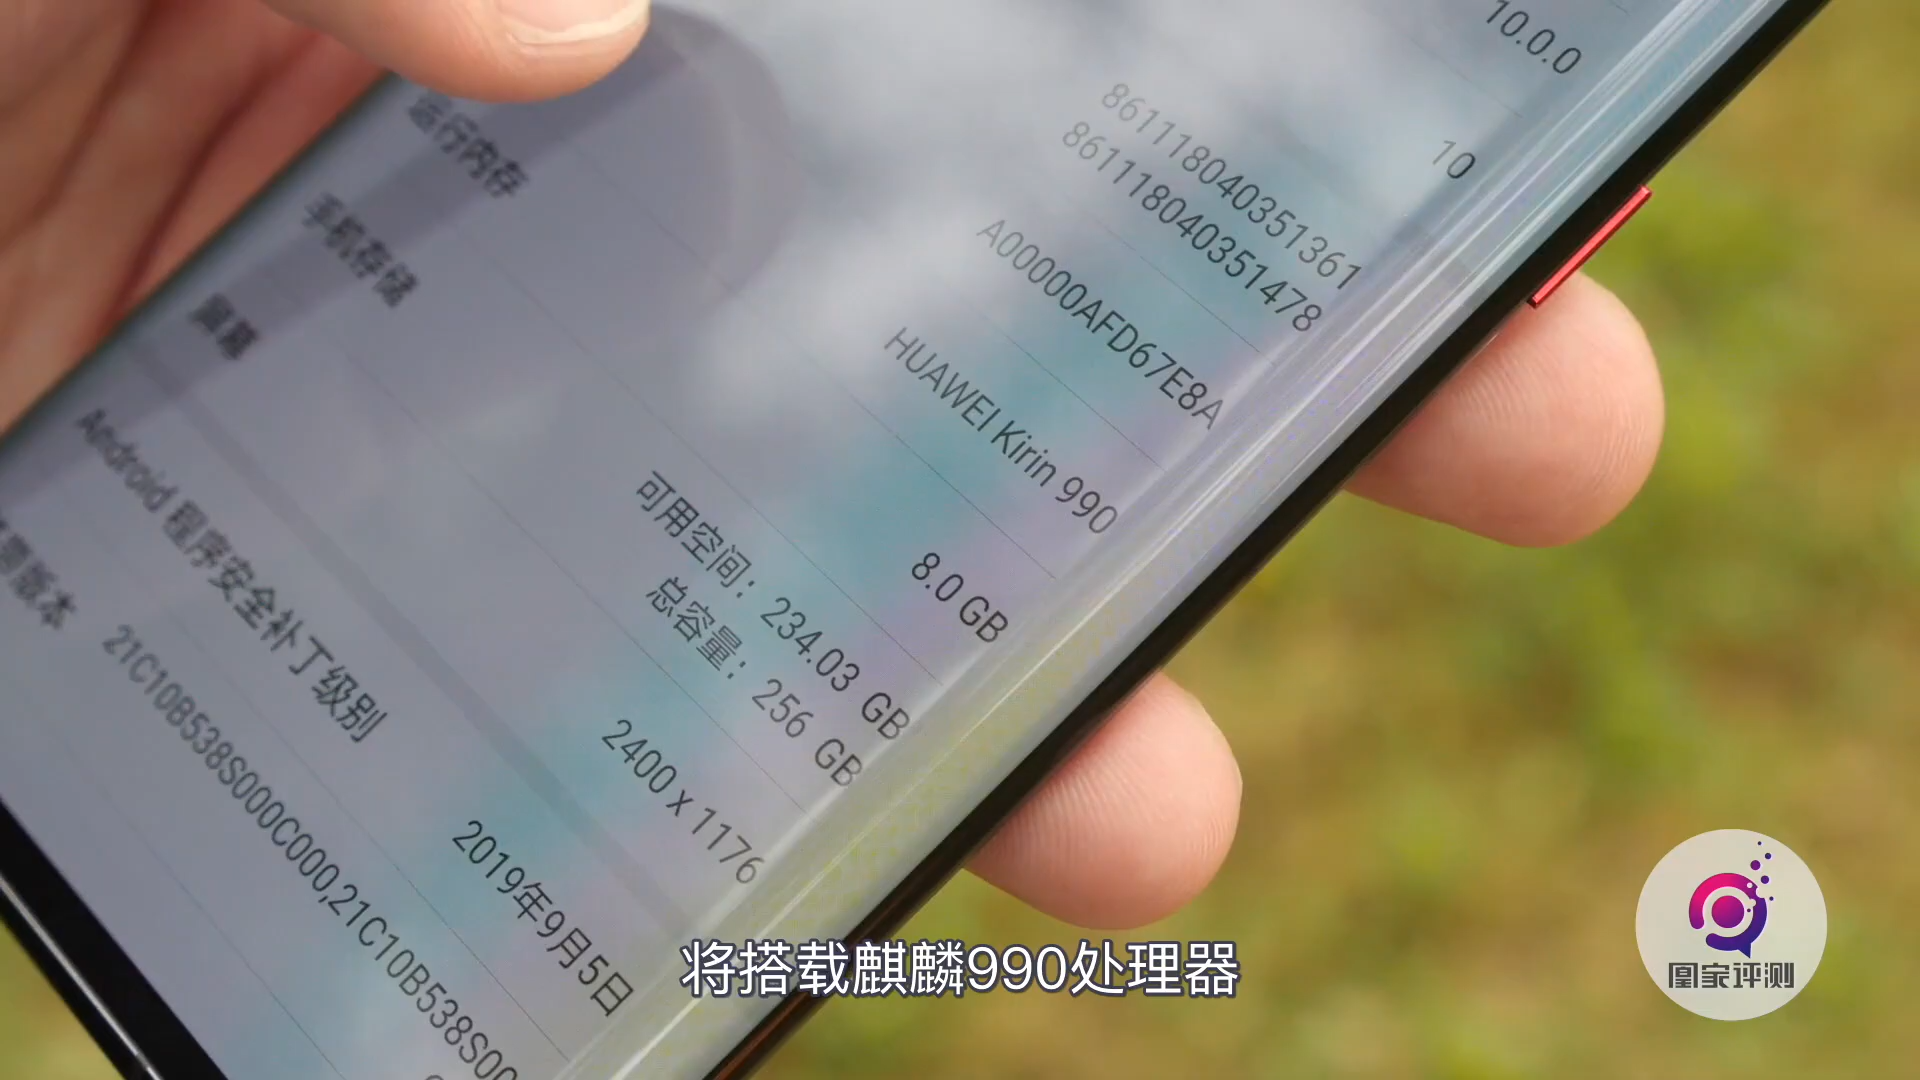 10.0.0
10
861118040351361
861118040351478
A00000AFD67E8A
HUAWEI Kirin 990
运行内存
8.0 GB
手机存储
可用空间：234.03 GB
总容量：256 GB
屏幕
2400 x 1176
Android 程序安全补丁级别
2019年9月5日
版本
21C10B538S000C000,21C10B538S00
将搭载麒麟990处理器
凰家评测